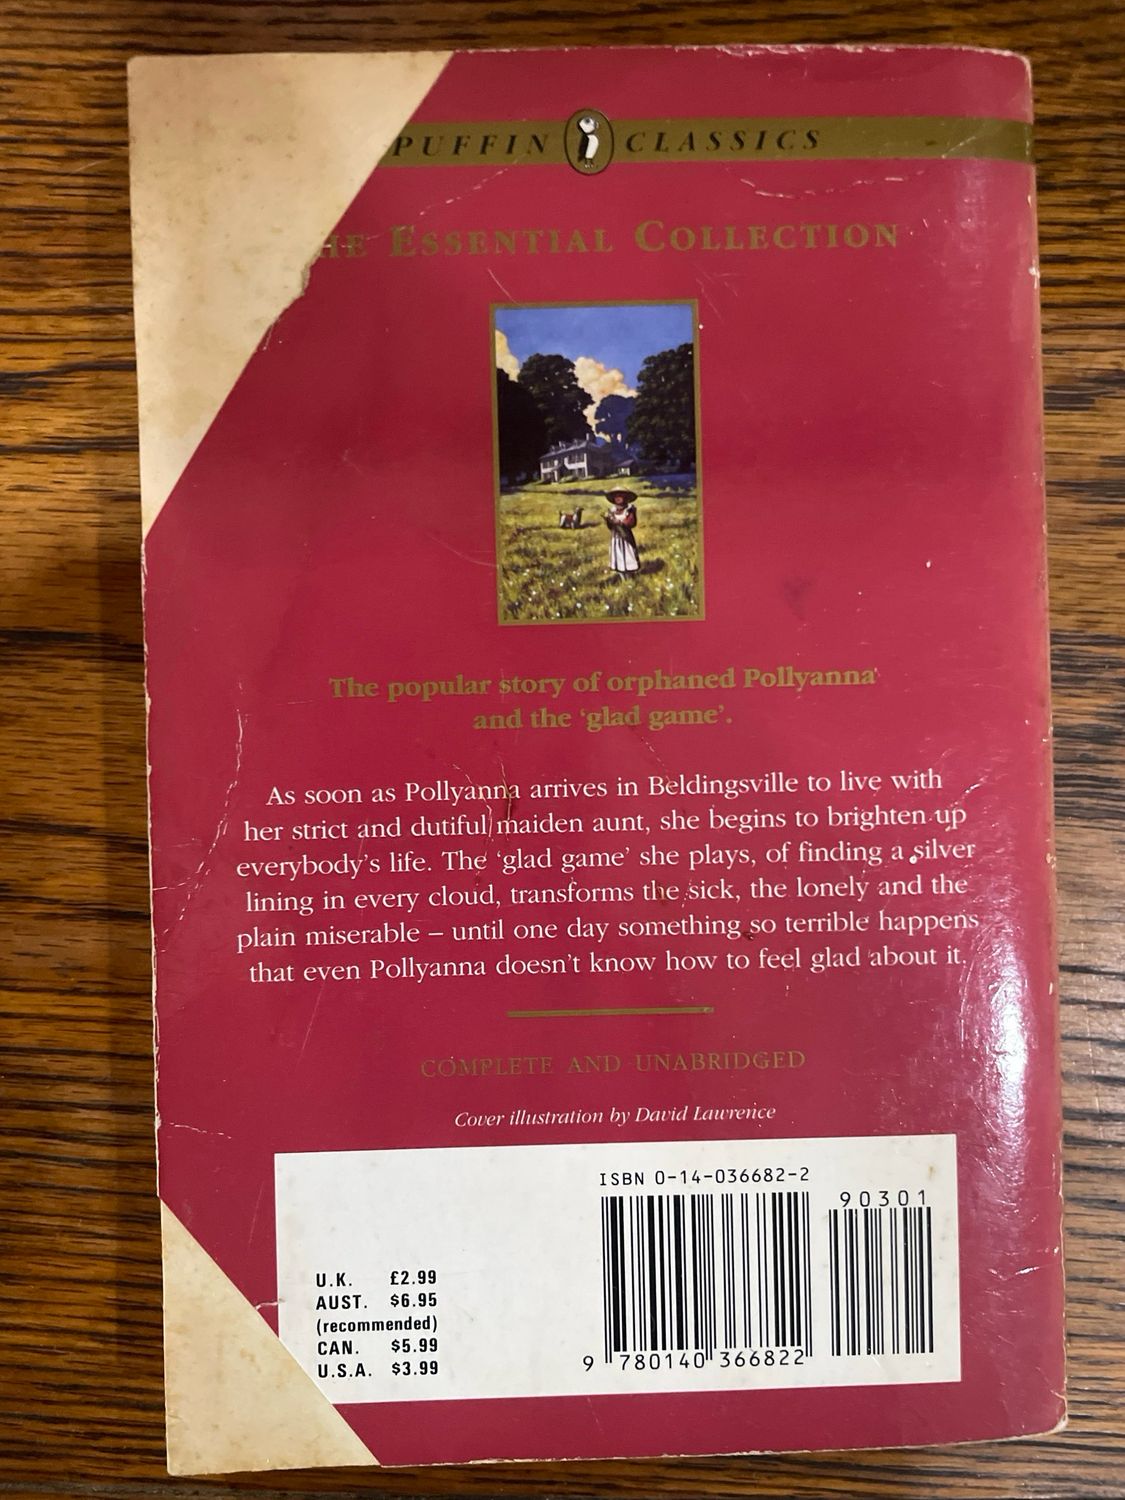 PUFFIN CLASSICS
HE ESSENTIAL COLLECTION
The popular story of orphaned Pollyanna
and the ‘glad game’.
As soon as Pollyanna arrives in Beldingsville to live with
her strict and dutiful maiden aunt, she begins to brighten up
everybody’s life. The ‘glad game’ she plays, of finding a silver
lining in every cloud, transforms the sick, the lonely and the
plain miserable – until one day something so terrible happens
that even Pollyanna doesn’t know how to feel glad about it.
COMPLETE AND UNABRIDGED
Cover illustration by David Lawrence
ISBN 0-14-036682-2
90301
U.K. £2.99
AUST. $6.95
(recommended)
CAN. $5.99
U.S.A. $3.99
9 780140 366822